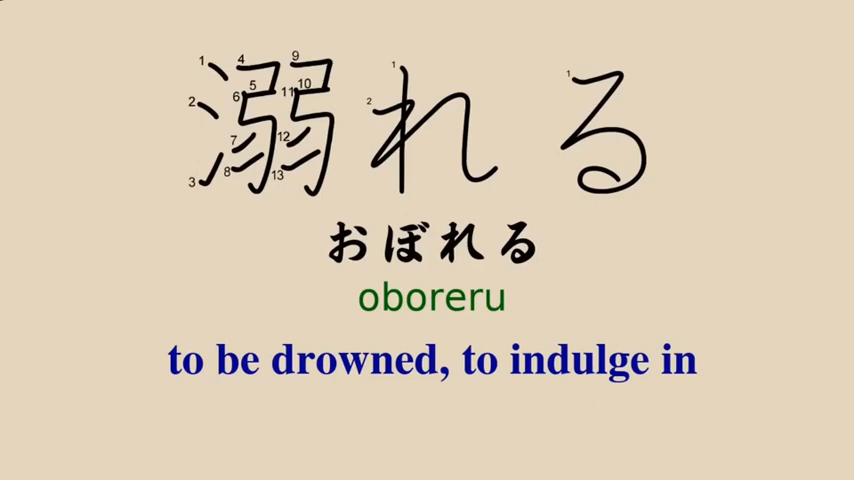 溺れる
おぼれる
oboreru
to be drowned, to indulge in